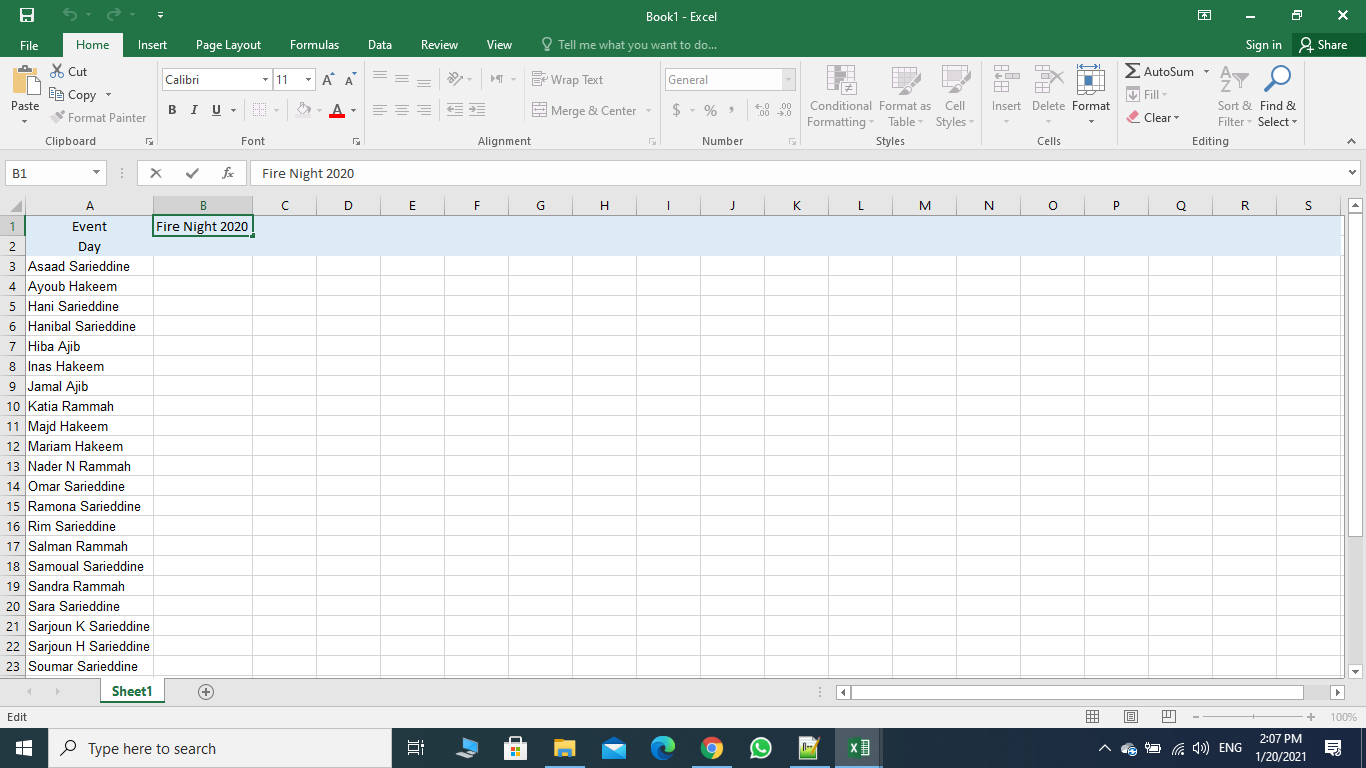 Book1 - Excel
File Home Insert Page Layout Formulas Data Review View Tell me what you want to do... Sign in Share
Paste
Cut
Copy
Format Painter
Clipboard
Calibri 11 A A
B I U A
Font
Wrap Text
Merge & Center
Alignment
General
$ % ,
.0 .00
Number
Conditional Formatting
Format as Table
Cell Styles
Styles
Insert Delete Format
Cells
AutoSum
Fill
Clear
Sort & Filter
Find & Select
Editing
B1 fx Fire Night 2020
A B C D E F G H I J K L M N O P Q R S
1 Event Fire Night 2020
2 Day
3 Asaad Sarieddine
4 Ayoub Hakeem
5 Hani Sarieddine
6 Hanibal Sarieddine
7 Hiba Ajib
8 Inas Hakeem
9 Jamal Ajib
10 Katia Rammah
11 Majd Hakeem
12 Mariam Hakeem
13 Nader N Rammah
14 Omar Sarieddine
15 Ramona Sarieddine
16 Rim Sarieddine
17 Salman Rammah
18 Samoual Sarieddine
19 Sandra Rammah
20 Sara Sarieddine
21 Sarjoun K Sarieddine
22 Sarjoun H Sarieddine
23 Soumar Sarieddine
Sheet1
Edit 100%
Type here to search ENG 2:07 PM
1/20/2021